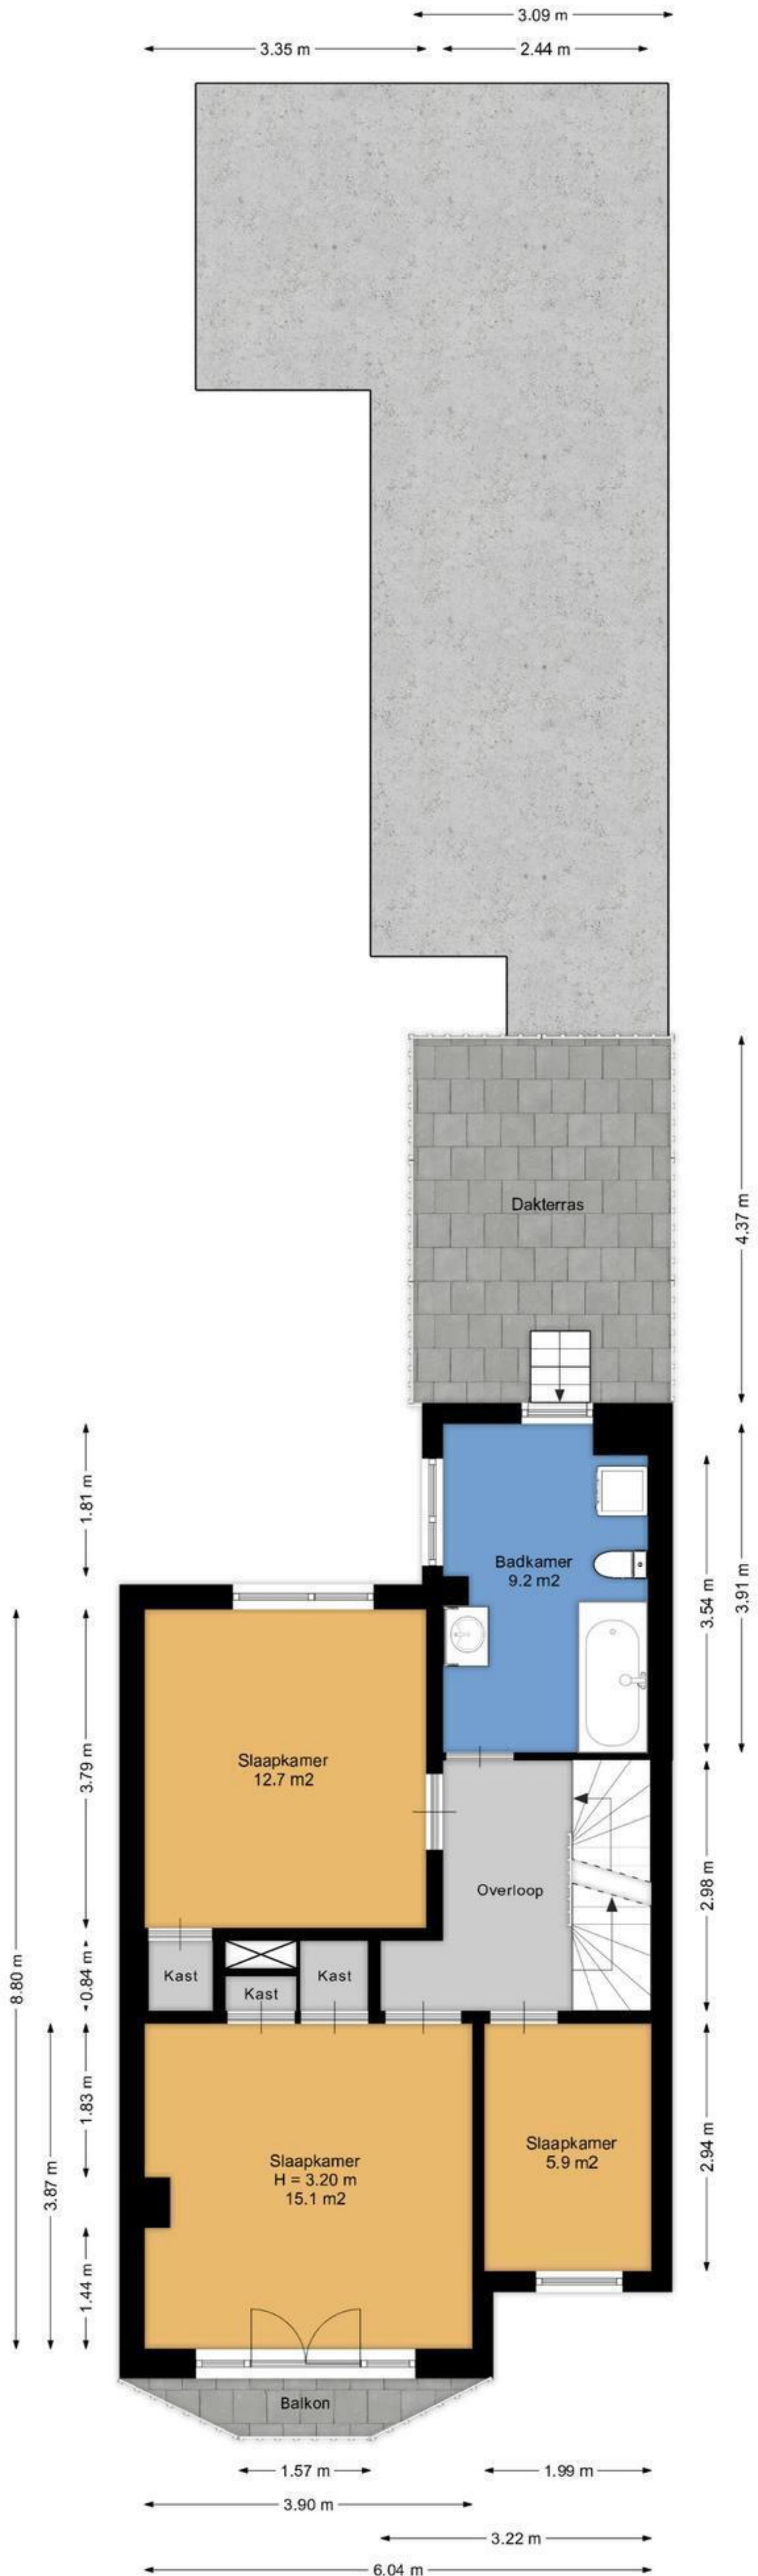 3.09 m
3.35 m
2.44 m
Dakterras
4.37 m
1.81 m
Badkamer
9.2 m2
3.54 m
3.91 m
Slaapkamer
12.7 m2
3.79 m
Overloop
2.98 m
Kast
Kast
Kast
0.84 m
8.80 m
1.83 m
Slaapkamer
H = 3.20 m
15.1 m2
Slaapkamer
5.9 m2
2.94 m
3.87 m
1.44 m
Balkon
1.57 m
1.99 m
3.90 m
3.22 m
6.04 m